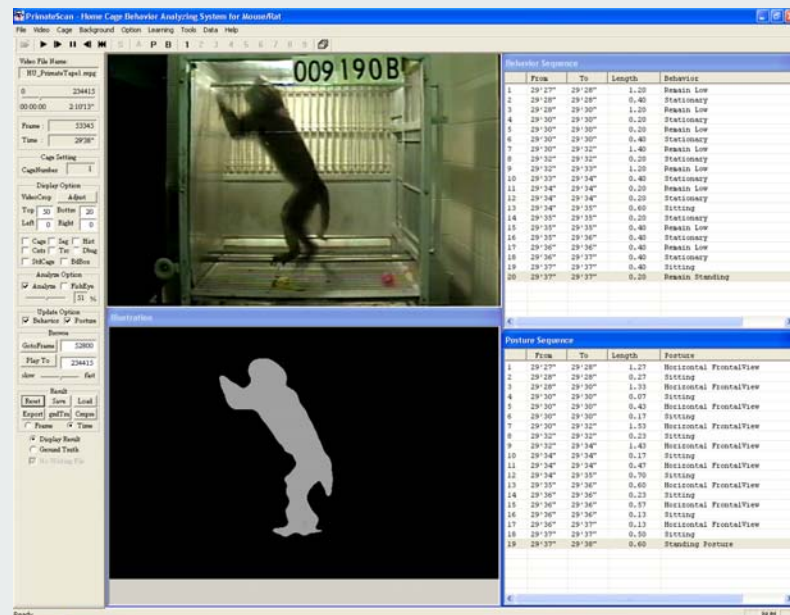 PrimateScan - Home Cage Behavior Analyzing System for Mouse/Rat
File Video Cage Background Option Learning Tools Data Help
S A P B 1 2 3 4 5 6 7 8 9
Video File Name:
HU_PrimateTape1.mpg
0 234415
00:00:00 2:10'13"
Frame : 53345
Time : 29'38"
Cage Setting
CageNumber 1
Display Option
VideoCrop Adjust
Top 30 Bottom 20
Left 0 Right 0
Cage Seg Hist
Cntr Trc Dbug
StdCage BdBox
Analyze Option
Analyze FishEye
51 %
Update Option
Behavior Posture
Browse
GotoFrame 52800
Play To 234415
slow fast
Result
Reset Save Load
Export gndTru Compare
Frame Time
Display Result
Ground Truth
No Writing File
009 190B
Illustration
Behavior Sequence
From To Length Behavior
1 29'27" 29'28" 1.20 Remain Low
2 29'28" 29'28" 0.40 Stationary
3 29'28" 29'30" 1.20 Remain Low
4 29'30" 29'30" 0.20 Stationary
5 29'30" 29'30" 0.20 Remain Low
6 29'30" 29'30" 0.40 Stationary
7 29'30" 29'32" 1.40 Remain Low
8 29'32" 29'32" 0.20 Stationary
9 29'32" 29'33" 1.20 Remain Low
10 29'33" 29'34" 0.40 Stationary
11 29'34" 29'34" 0.20 Remain Low
12 29'34" 29'34" 0.20 Stationary
13 29'34" 29'35" 0.60 Sitting
14 29'35" 29'35" 0.20 Stationary
15 29'35" 29'35" 0.40 Remain Low
16 29'35" 29'36" 0.20 Stationary
17 29'36" 29'36" 0.40 Remain Low
18 29'36" 29'37" 0.40 Stationary
19 29'37" 29'37" 0.40 Sitting
20 29'37" 29'37" 0.20 Remain Standing
Posture Sequence
From To Length Posture
1 29'27" 29'28" 1.27 Horizontal FrontalView
2 29'28" 29'28" 0.27 Sitting
3 29'28" 29'30" 1.33 Horizontal FrontalView
4 29'30" 29'30" 0.07 Sitting
5 29'30" 29'30" 0.43 Horizontal FrontalView
6 29'30" 29'30" 0.17 Sitting
7 29'30" 29'32" 1.53 Horizontal FrontalView
8 29'32" 29'32" 0.23 Sitting
9 29'32" 29'34" 1.43 Horizontal FrontalView
10 29'34" 29'34" 0.17 Sitting
11 29'34" 29'34" 0.47 Horizontal FrontalView
12 29'34" 29'35" 0.70 Sitting
13 29'35" 29'36" 0.60 Horizontal FrontalView
14 29'36" 29'36" 0.23 Sitting
15 29'36" 29'36" 0.57 Horizontal FrontalView
16 29'36" 29'36" 0.13 Sitting
17 29'36" 29'37" 0.13 Horizontal FrontalView
18 29'37" 29'37" 0.50 Sitting
19 29'37" 29'38" 0.60 Standing Posture
Ready
NUM